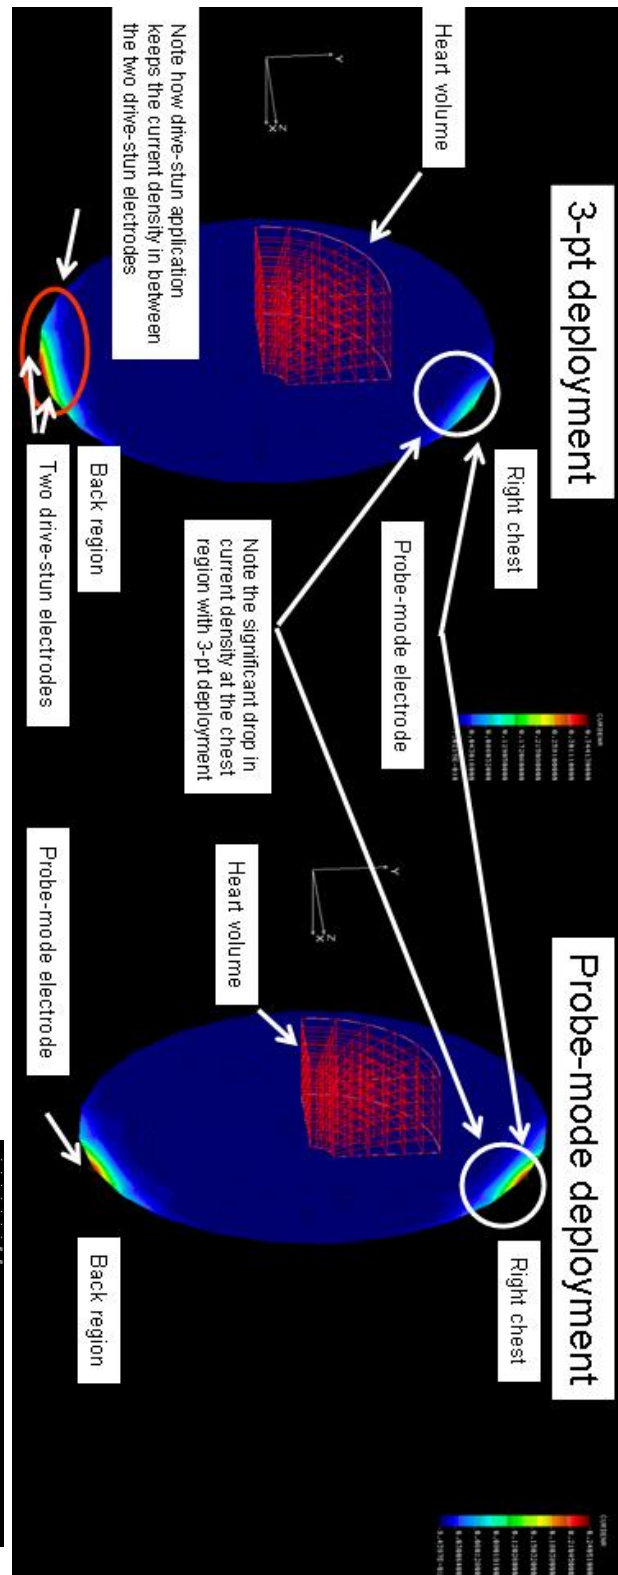 3-pt deployment
Heart volume
Right chest
Probe-mode electrode
Note the significant drop in
current density at the chest
region with 3-pt deployment
Note how drive-stun application
keeps the current density in between
the two drive-stun electrodes
Back region
Two drive-stun electrodes
Y
X
Z
Probe-mode deployment
Right chest
Heart volume
Probe-mode electrode
Back region
Y
X
Z